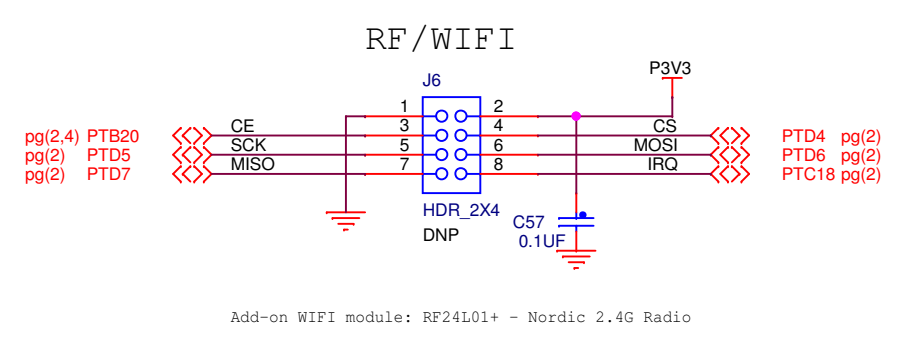 RF/WIFI
J6
P3V3
1
2
pg(2,4) PTB20
CE
3
4
CS
PTD4 pg(2)
pg(2) PTD5
SCK
5
6
MOSI
PTD6 pg(2)
pg(2) PTD7
MISO
7
8
IRQ
PTC18 pg(2)
HDR_2X4
DNP
C57
0.1UF
Add-on WIFI module: RF24L01+ - Nordic 2.4G Radio